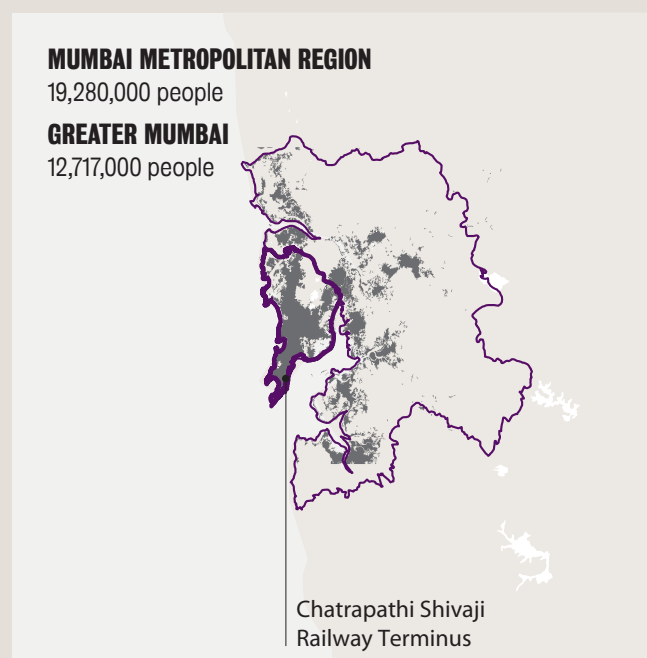 MUMBAI METROPOLITAN REGION
19,280,000 people
GREATER MUMBAI
12,717,000 people
Chatrapathi Shivaji
Railway Terminus